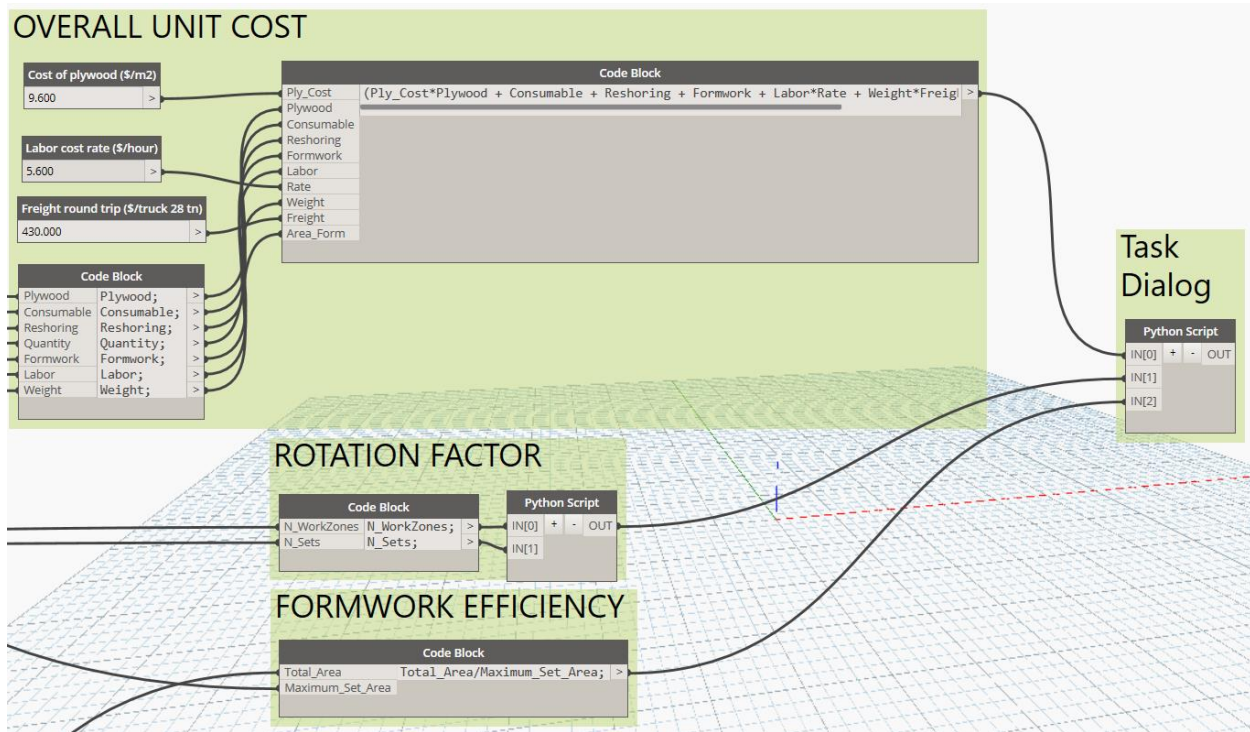 OVERALL UNIT COST
Cost of plywood ($/m2)
9.600 >
Labor cost rate ($/hour)
5.600 >
Freight round trip ($/truck 28 tn)
430.000 >
Code Block
Plywood Plywood; >
Consumable Consumable; >
Reshoring Reshoring; >
Quantity Quantity; >
Formwork Formwork; >
Labor Labor; >
Weight Weight; >
Code Block
Ply_Cost (Ply_Cost*Plywood + Consumable + Reshoring + Formwork + Labor*Rate + Weight*Freig >
Plywood
Consumable
Reshoring
Formwork
Labor
Rate
Weight
Freight
Area_Form
Task
Dialog
Python Script
IN[0] + - OUT
IN[1]
IN[2]
ROTATION FACTOR
Code Block
N_WorkZones N_WorkZones; >
N_Sets N_Sets; >
Python Script
IN[0] + - OUT
IN[1]
FORMWORK EFFICIENCY
Code Block
Total_Area Total_Area/Maximum_Set_Area; >
Maximum_Set_Area